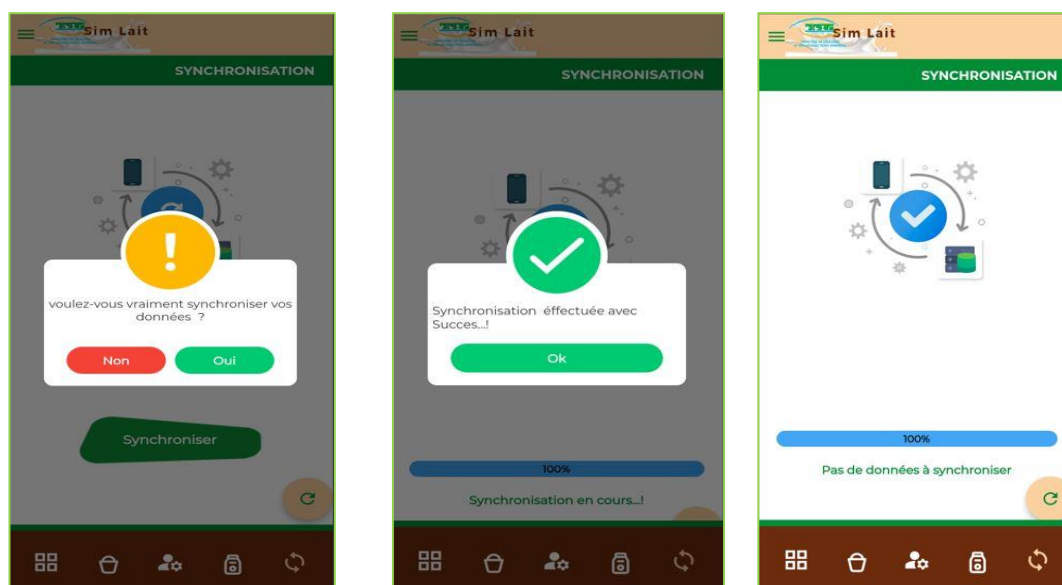 Sim Lait
SYNCHRONISATION
voulez-vous vraiment synchroniser vos
données ?
Non
Oui
Synchroniser
Sim Lait
SYNCHRONISATION
Synchronisation éffectuée avec
Succes...!
Ok
100%
Synchronisation en cours...!
Sim Lait
SYNCHRONISATION
100%
Pas de données à synchroniser